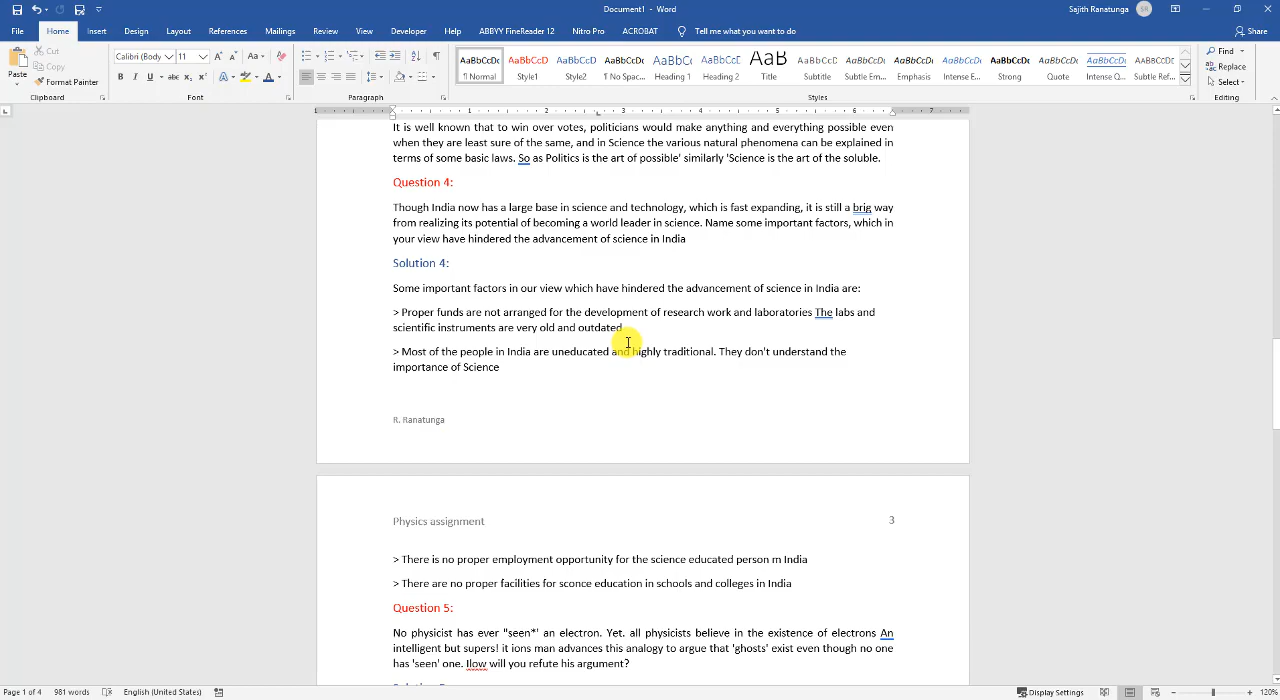 Document1 - Word
Sajith Ranatunga SR
File Home Insert Design Layout References Mailings Review View Developer Help ABBYY FineReader 12 Nitro Pro ACROBAT Tell me what you want to do Share
Paste Cut Copy Format Painter
Calibri (Body 11
AaBbCcDc AaBbCcD AaBbCcDc AaBbCcDc AaBbCc AaBbCcE AaB AaBbCcD AaBbCcDc AaBbCcDc AaBbCcDc AaBbCcDc AaBbCcDc AaBbCcDc AaBbCcDc
¶ Normal Style1 Style2 ¶ No Spac... Heading 1 Heading 2 Title Subtitle Subtle Em... Emphasis Intense E... Strong Quote Intense Q... Subtle Ref...
Find Replace Select
Clipboard Font Paragraph Styles Editing
1 1 2 3 4 5 6 7
It is well known that to win over votes, politicians would make anything and everything possible even
when they are least sure of the same, and in Science the various natural phenomena can be explained in
terms of some basic laws. So as Politics is the art of possible' similarly 'Science is the art of the soluble.
Question 4:
Though India now has a large base in science and technology, which is fast expanding, it is still a brig way
from realizing its potential of becoming a world leader in science. Name some important factors, which in
your view have hindered the advancement of science in India
Solution 4:
Some important factors in our view which have hindered the advancement of science in India are:
> Proper funds are not arranged for the development of research work and laboratories The labs and
scientific instruments are very old and outdated
> Most of the people in India are uneducated and highly traditional. They don't understand the
importance of Science
R. Ranatunga
Physics assignment 3
> There is no proper employment opportunity for the science educated person m India
> There are no proper facilities for sconce education in schools and colleges in India
Question 5:
No physicist has ever "seen*' an electron. Yet. all physicists believe in the existence of electrons An
intelligent but supers! it ions man advances this analogy to argue that 'ghosts' exist even though no one
has 'seen' one. Ilow will you refute his argument?
Page 1 of 4 981 words English (United States) Display Settings 120%